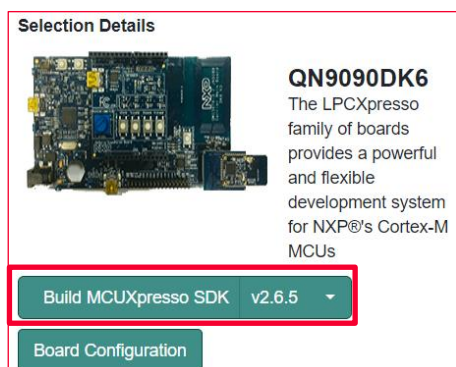 Selection Details
QN9090DK6
The LPCXpresso
family of boards
provides a powerful
and flexible
development system
for NXP®'s Cortex-M
MCUs
Build MCUXpresso SDK v2.6.5
Board Configuration